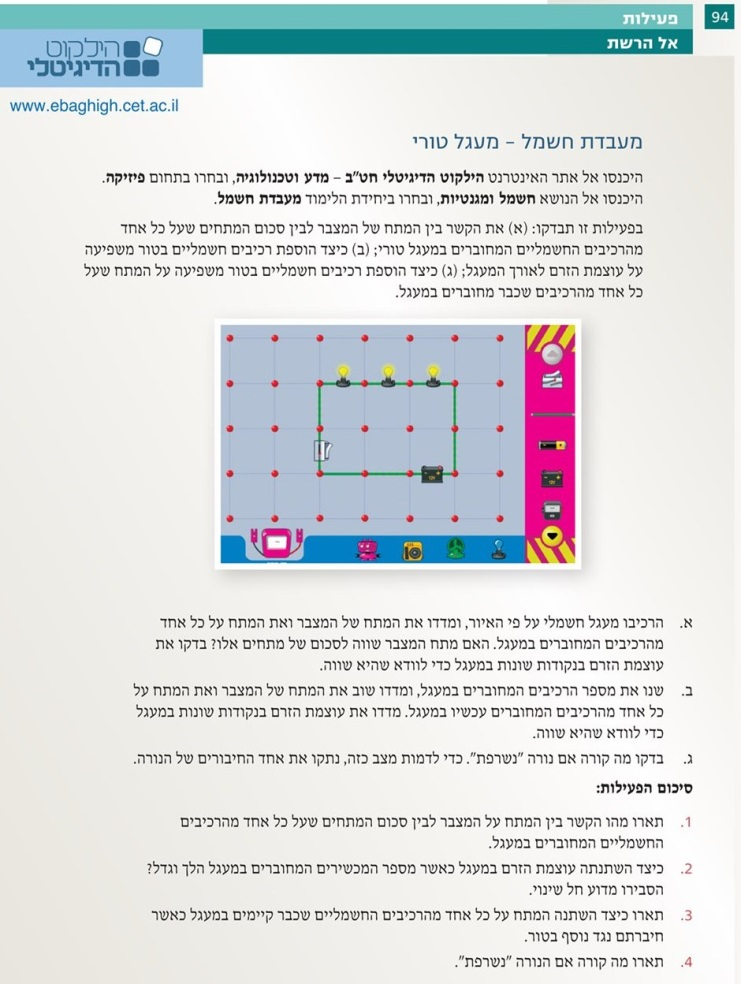 94
פעילות
אל הרשת
הילקוט
הדיגיטלי
www.ebaghigh.cet.ac.il
מעבדת חשמל – מעגל טורי
היכנסו אל אתר האינטרנט הילקוט הדיגיטלי חט"ב – מדע וטכנולוגיה, ובחרו בתחום פיזיקה.
היכנסו אל הנושא חשמל ומגנטיות, ובחרו ביחידת הלימוד מעבדת חשמל.
בפעילות זו תבדקו: (א) את הקשר בין המתח של המצבר לבין סכום המתחים שעל כל אחד
מהרכיבים החשמליים המחוברים במעגל טורי; (ב) כיצד הוספת רכיבים חשמליים בטור משפיעה
על עוצמת הזרם לאורך המעגל; (ג) כיצד הוספת רכיבים חשמליים בטור משפיעה על המתח שעל
כל אחד מהרכיבים שכבר מחוברים במעגל.
א. הרכיבו מעגל חשמלי על פי האיור, ומדדו את המתח של המצבר ואת המתח על כל אחד
מהרכיבים המחוברים במעגל. האם מתח המצבר שווה לסכום של מתחים אלו? בדקו את
עוצמת הזרם בנקודות שונות במעגל כדי לוודא שהיא שווה.
ב. שנו את מספר הרכיבים המחוברים במעגל, ומדדו שוב את המתח של המצבר ואת המתח על
כל אחד מהרכיבים המחוברים עכשיו במעגל. מדדו את עוצמת הזרם בנקודות שונות במעגל
כדי לוודא שהיא שווה.
ג. בדקו מה קורה אם נורה "נשרפת". כדי לדמות מצב כזה, נתקו את אחד החיבורים של הנורה.
סיכום הפעילות:
1. תארו מהו הקשר בין המתח על המצבר לבין סכום המתחים שעל כל אחד מהרכיבים
החשמליים המחוברים במעגל.
2. כיצד השתנתה עוצמת הזרם במעגל כאשר מספר המכשירים המחוברים במעגל הלך וגדל?
הסבירו מדוע חל שינוי.
3. תארו כיצד השתנה המתח על כל אחד מהרכיבים החשמליים שכבר קיימים במעגל כאשר
חיברתם נגד נוסף בטור.
4. תארו מה קורה אם הנורה "נשרפת".